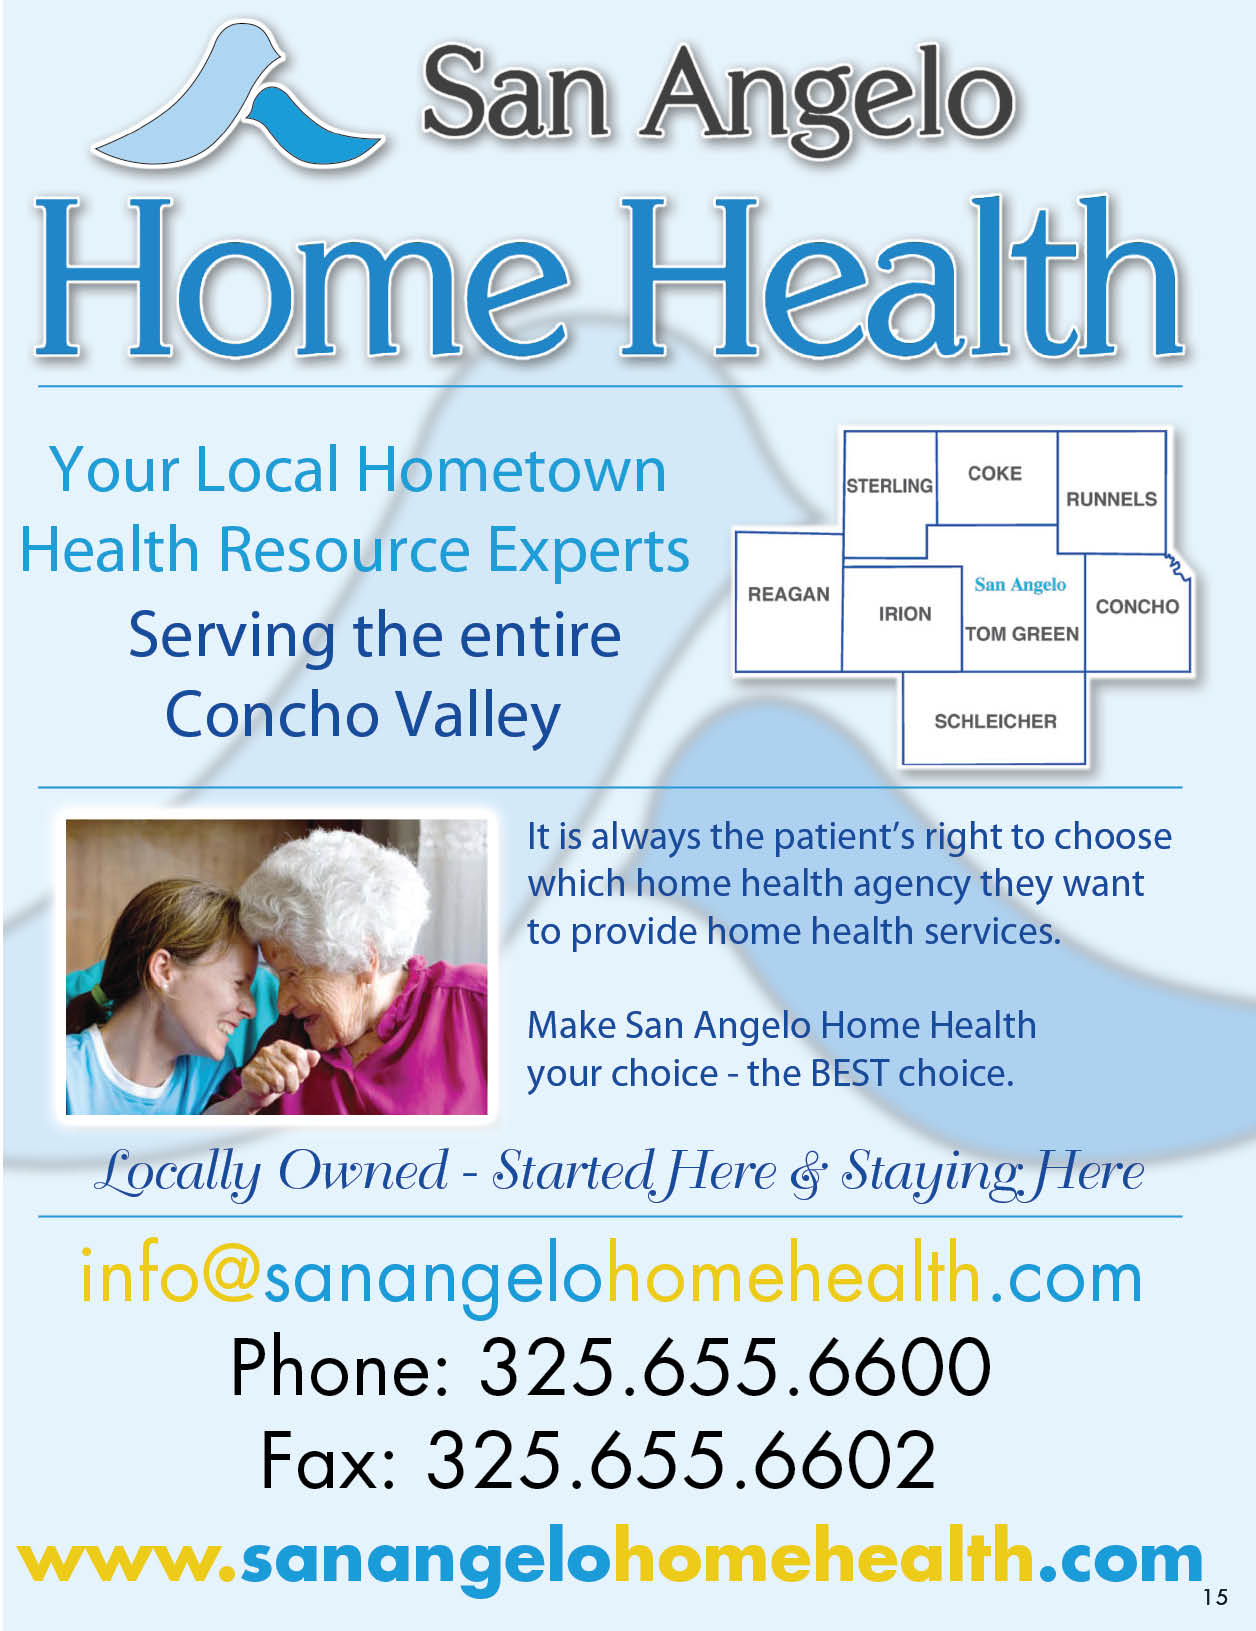 San Angelo
Home Health
Your Local Hometown
Health Resource Experts
Serving the entire
Concho Valley
STERLING
COKE
RUNNELS
REAGAN
IRION
San Angelo
TOM GREEN
CONCHO
SCHLEICHER
It is always the patient’s right to choose
which home health agency they want
to provide home health services.
Make San Angelo Home Health
your choice - the BEST choice.
Locally Owned - Started Here & Staying Here
info@sanangelohomehealth.com
Phone: 325.655.6600
Fax: 325.655.6602
www.sanangelohomehealth.com
15